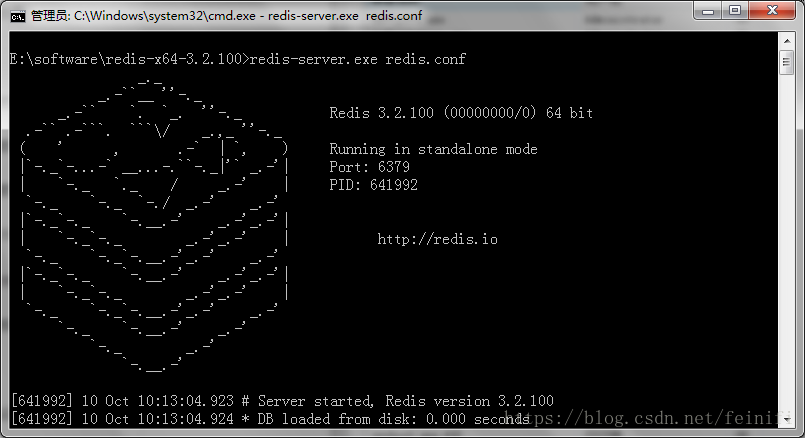 管理员: C:\Windows\system32\cmd.exe - redis-server.exe redis.conf
E:\software\redis-x64-3.2.100>redis-server.exe redis.conf
Redis 3.2.100 (00000000/0) 64 bit
Running in standalone mode
Port: 6379
PID: 641992
http://redis.io
[641992] 10 Oct 10:13:04.923 # Server started, Redis version 3.2.100
[641992] 10 Oct 10:13:04.924 * DB loaded from disk: 0.000 seconds
https://blog.csdn.net/feinifi